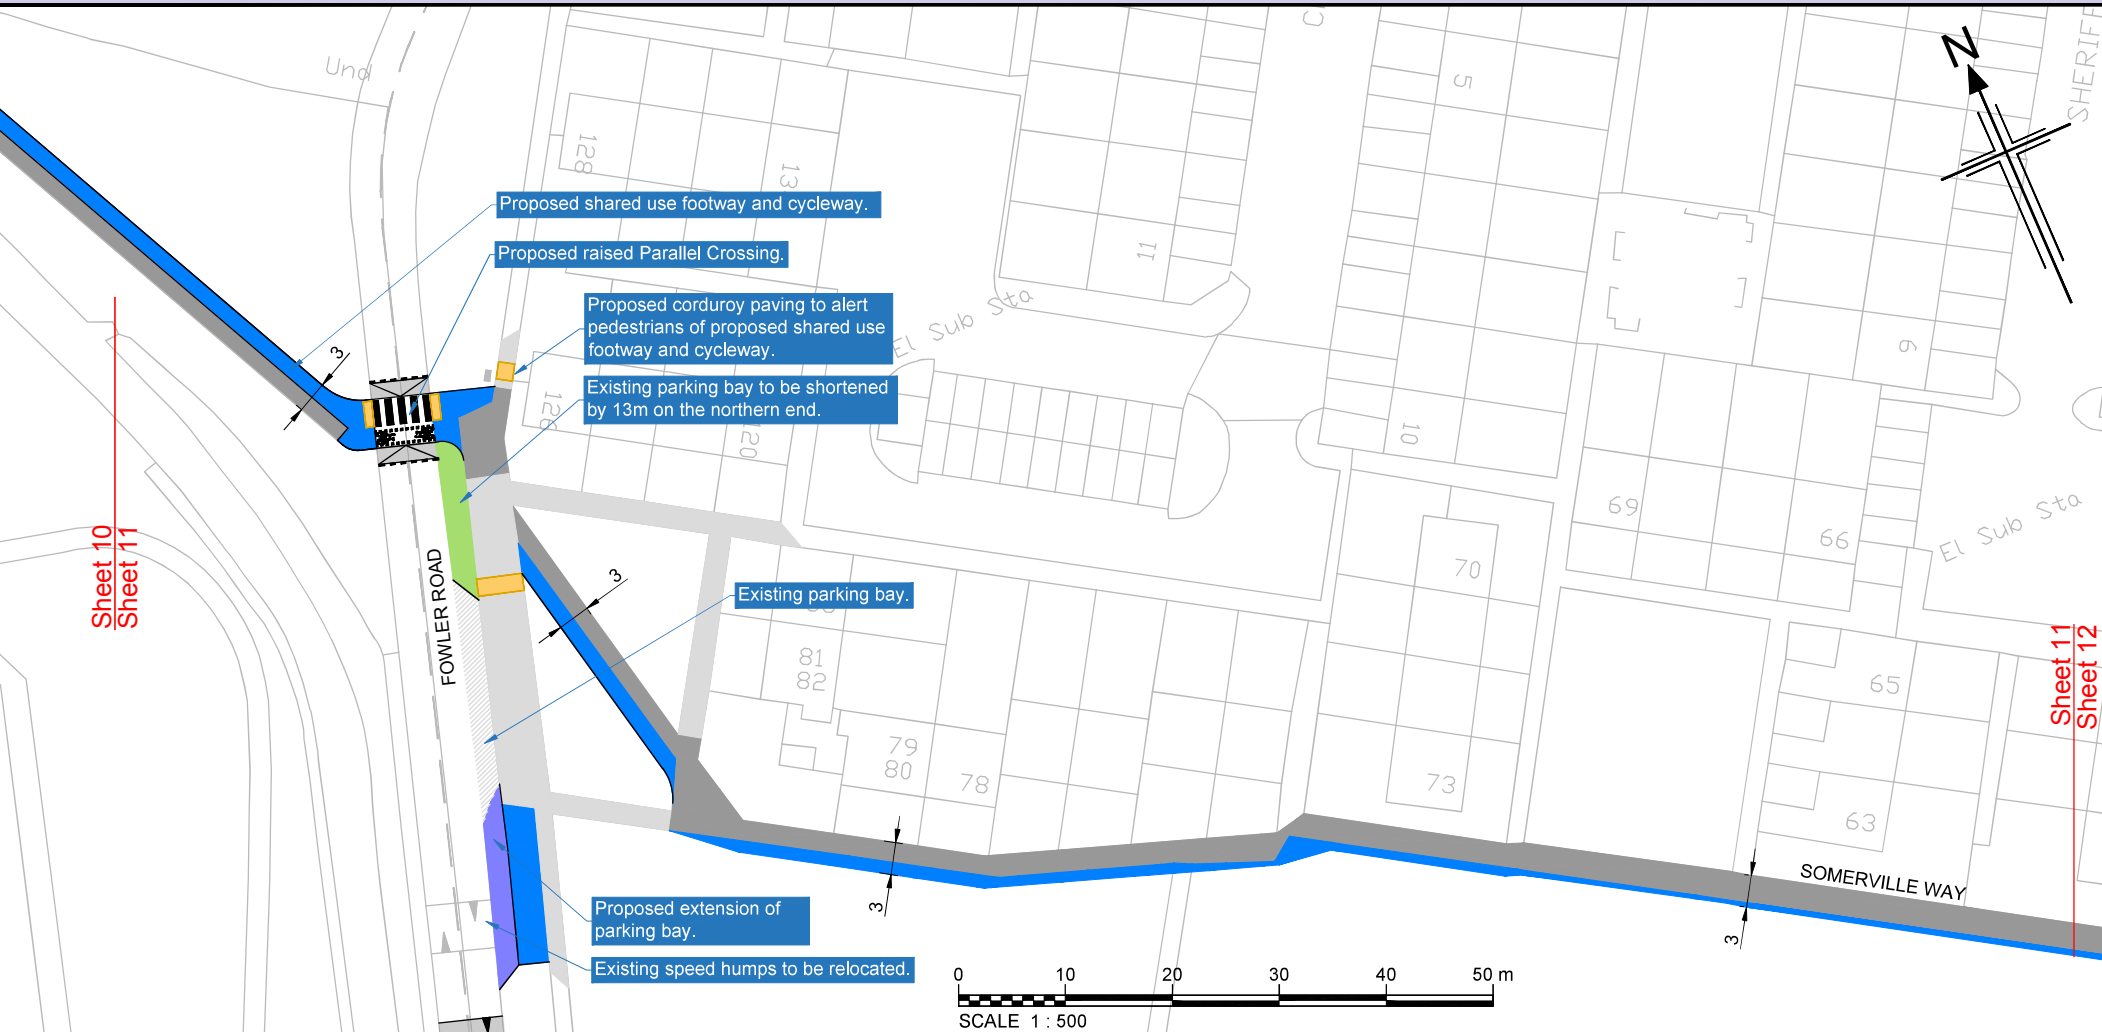 Und
128
13
11
5
6
N
SHERIF
Proposed shared use footway and cycleway.
Proposed raised Parallel Crossing.
Proposed corduroy paving to alert
pedestrians of proposed shared use
footway and cycleway.
Existing parking bay to be shortened
by 13m on the northern end.
El Sub Sta
3
126
120
10
69
66
El Sub Sta
70
Sheet 10
Sheet 11
FOWLER ROAD
3
Existing parking bay.
81
82
79
80
78
73
65
63
Sheet 11
Sheet 12
3
SOMERVILLE WAY
3
Proposed extension of
parking bay.
Existing speed humps to be relocated.
0 10 20 30 40 50 m
SCALE 1 : 500